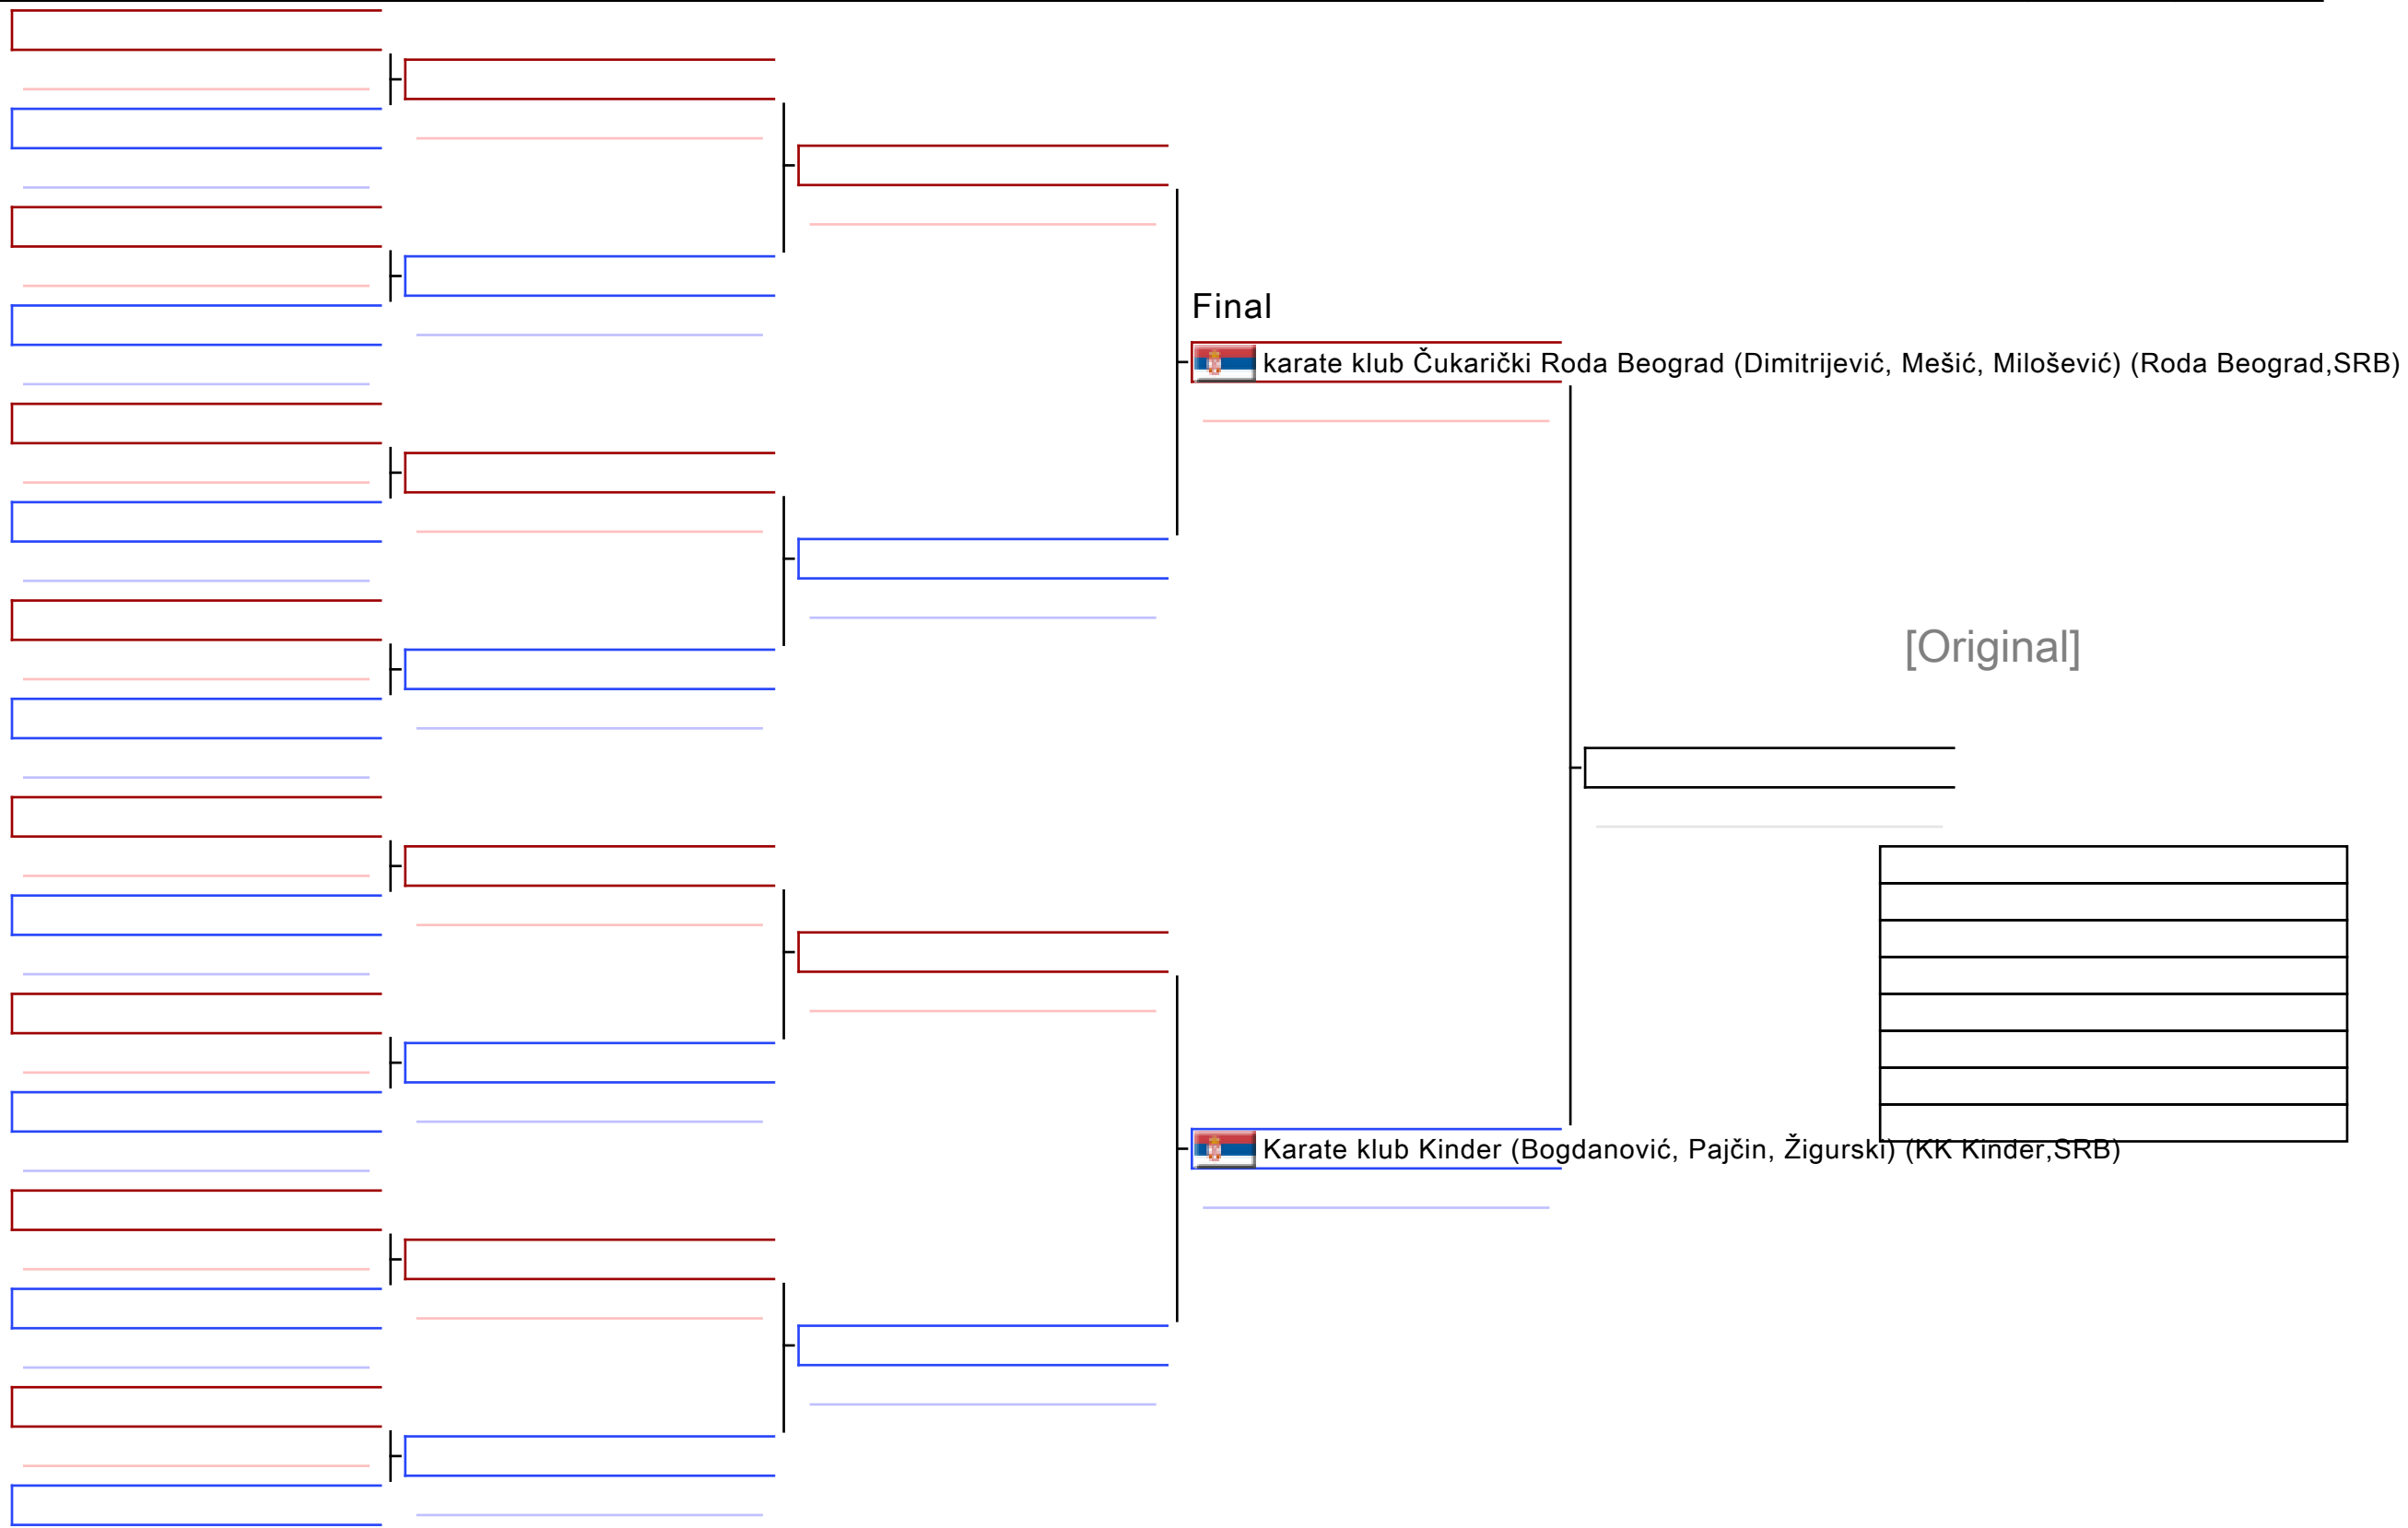 Final
karate klub Čukarički Roda Beograd (Dimitrijević, Mešić, Milošević) (Roda Beograd,SRB)
[Original]
Karate klub Kinder (Bogdanović, Pajčin, Žigurski) (KK Kinder,SRB)